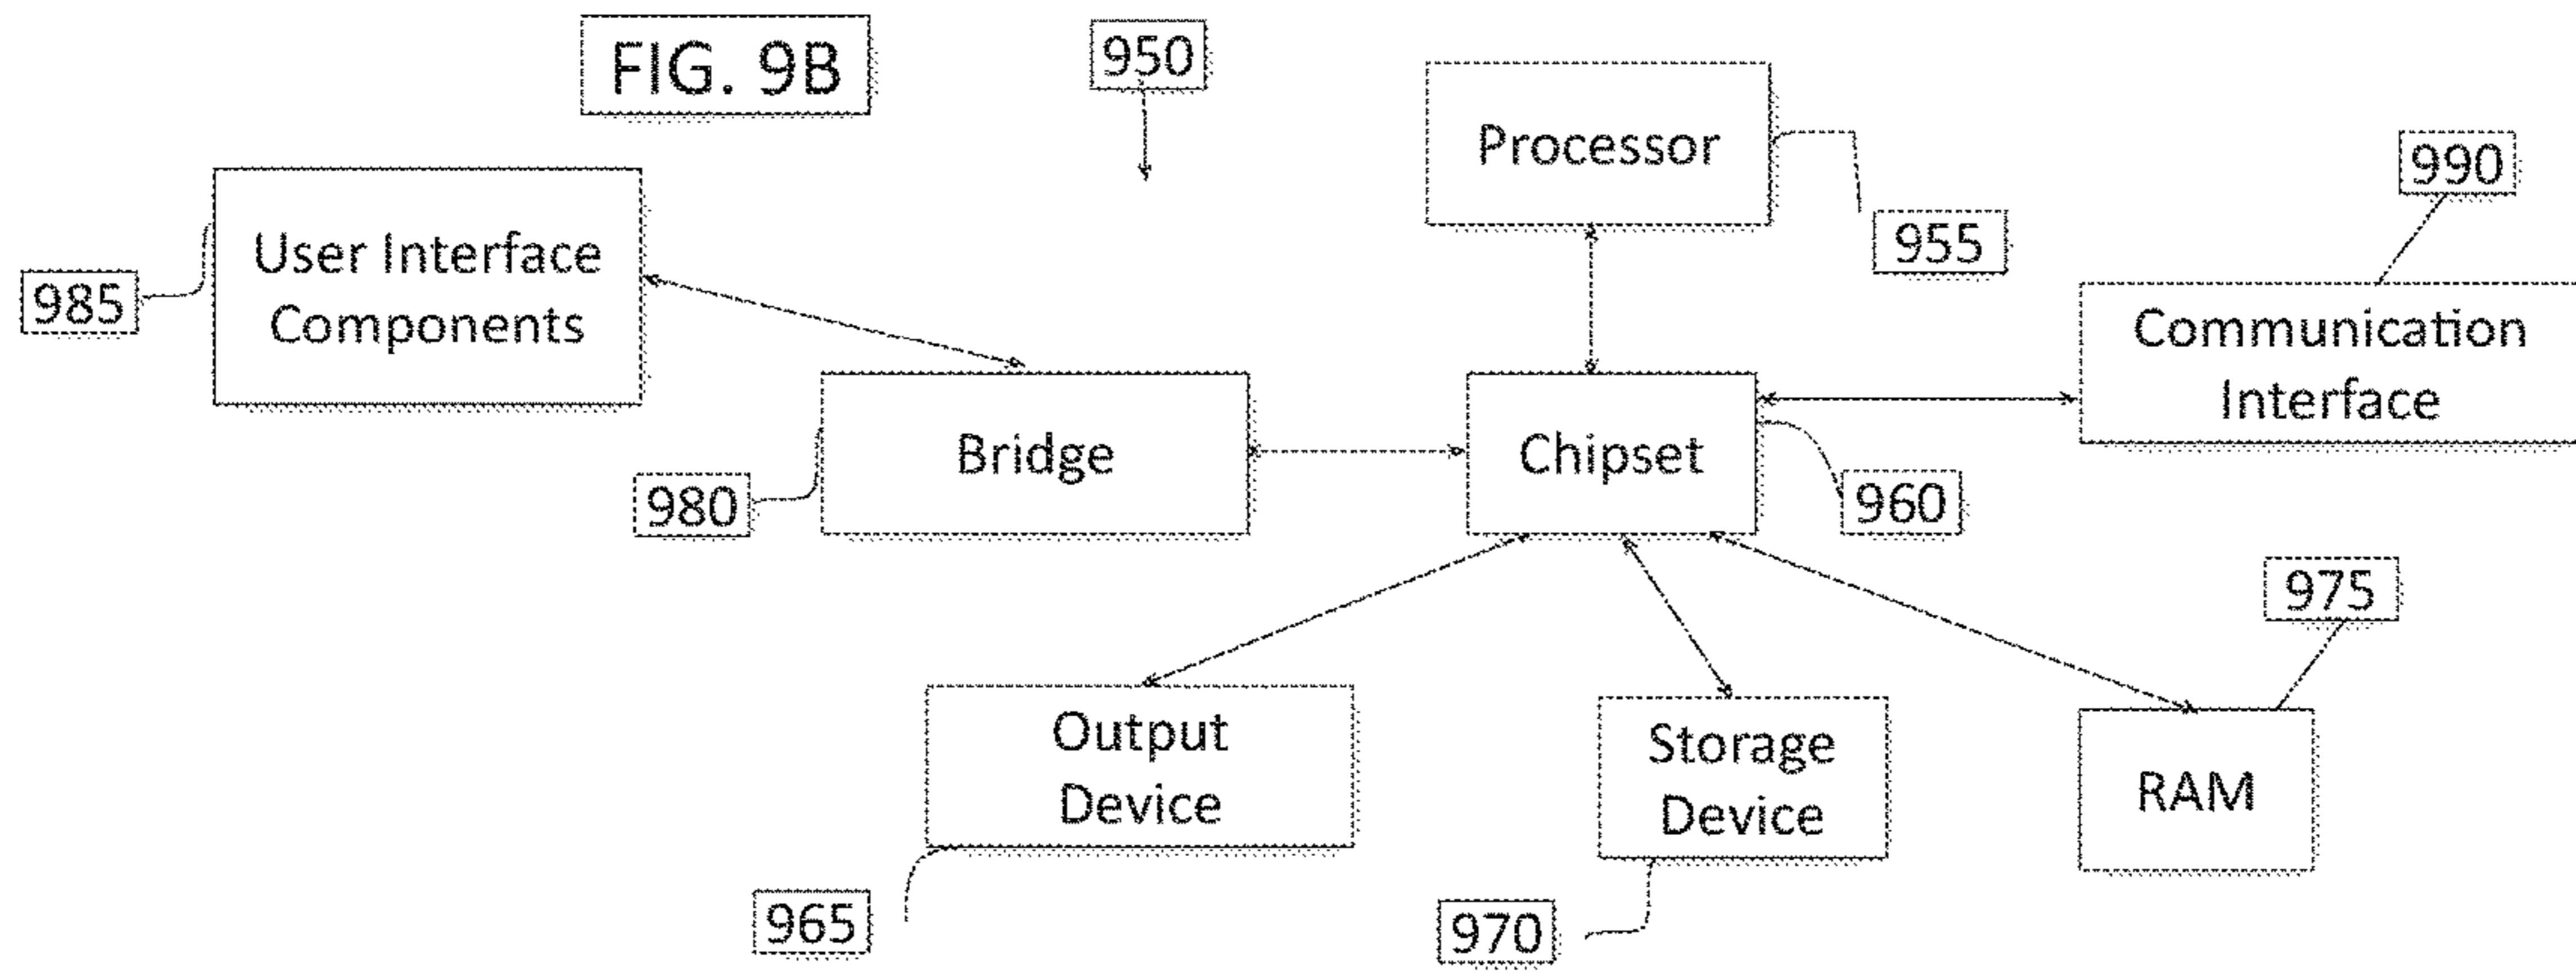 FIG. 9B
950
Processor
990
955
User Interface
Components
985
Communication
Interface
Bridge
Chipset
980
960
975
Output
Device
Storage
Device
RAM
965
970